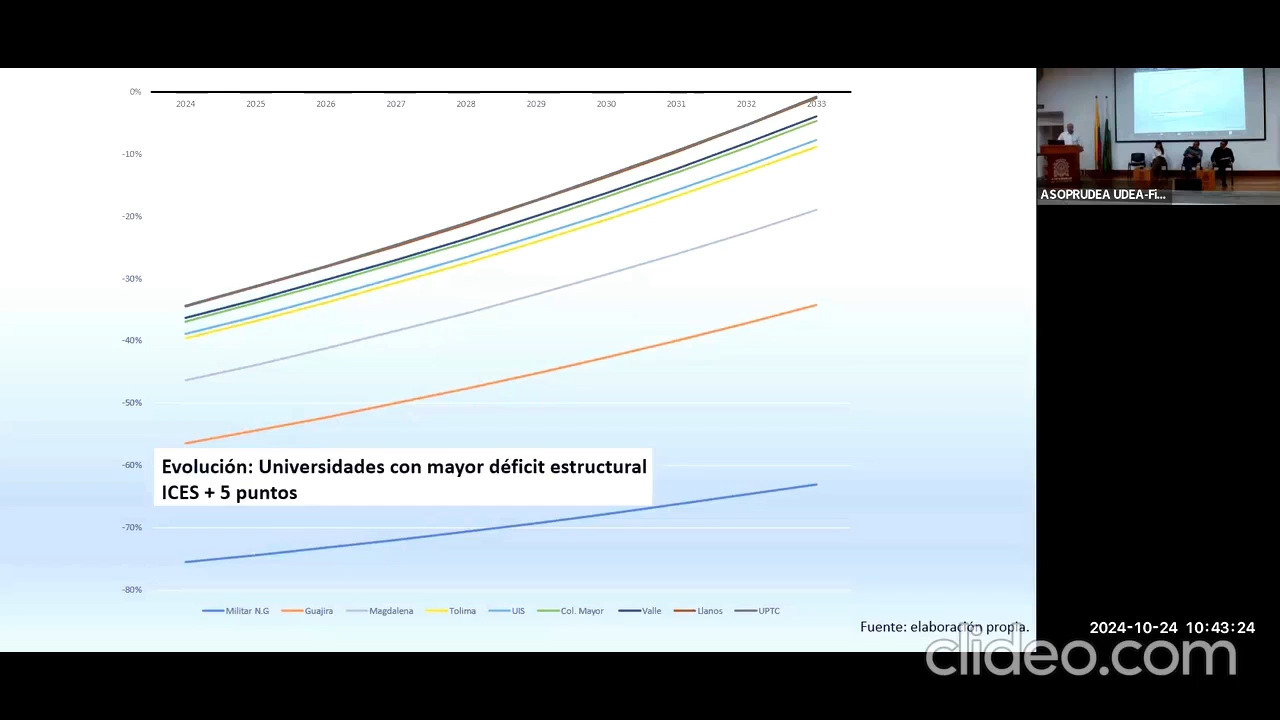 0%
2024 2025 2026 2027 2028 2029 2030 2031 2032 2033
-10%
-20%
-30%
-40%
-50%
-60%
-70%
-80%
Evolución: Universidades con mayor déficit estructural
ICES + 5 puntos
Militar N.G Guajira Magdalena Tolima UIS Col. Mayor Valle Llanos UPTC
Fuente: elaboración propia.
ASOPRUDEA UDEA-Fi...
2024-10-24 10:43:24
clideo.com